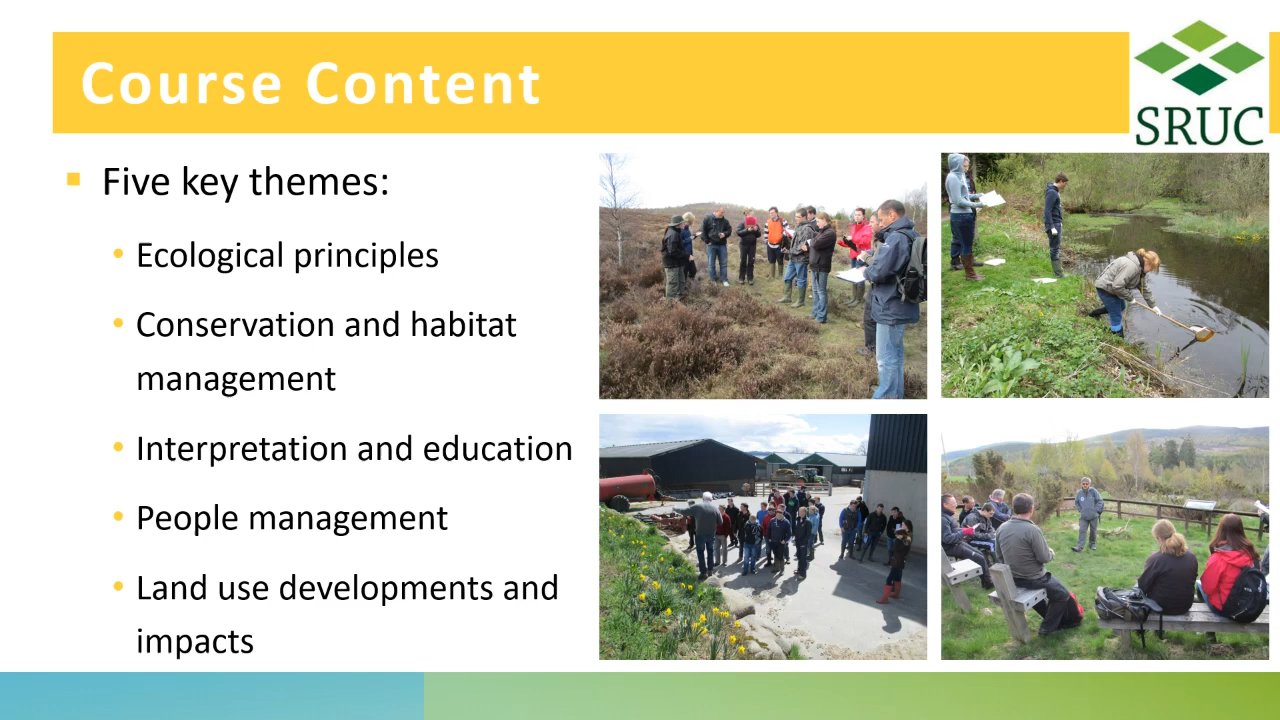 Course Content
SRUC
Five key themes:
Ecological principles
Conservation and habitat
management
Interpretation and education
People management
Land use developments and
impacts